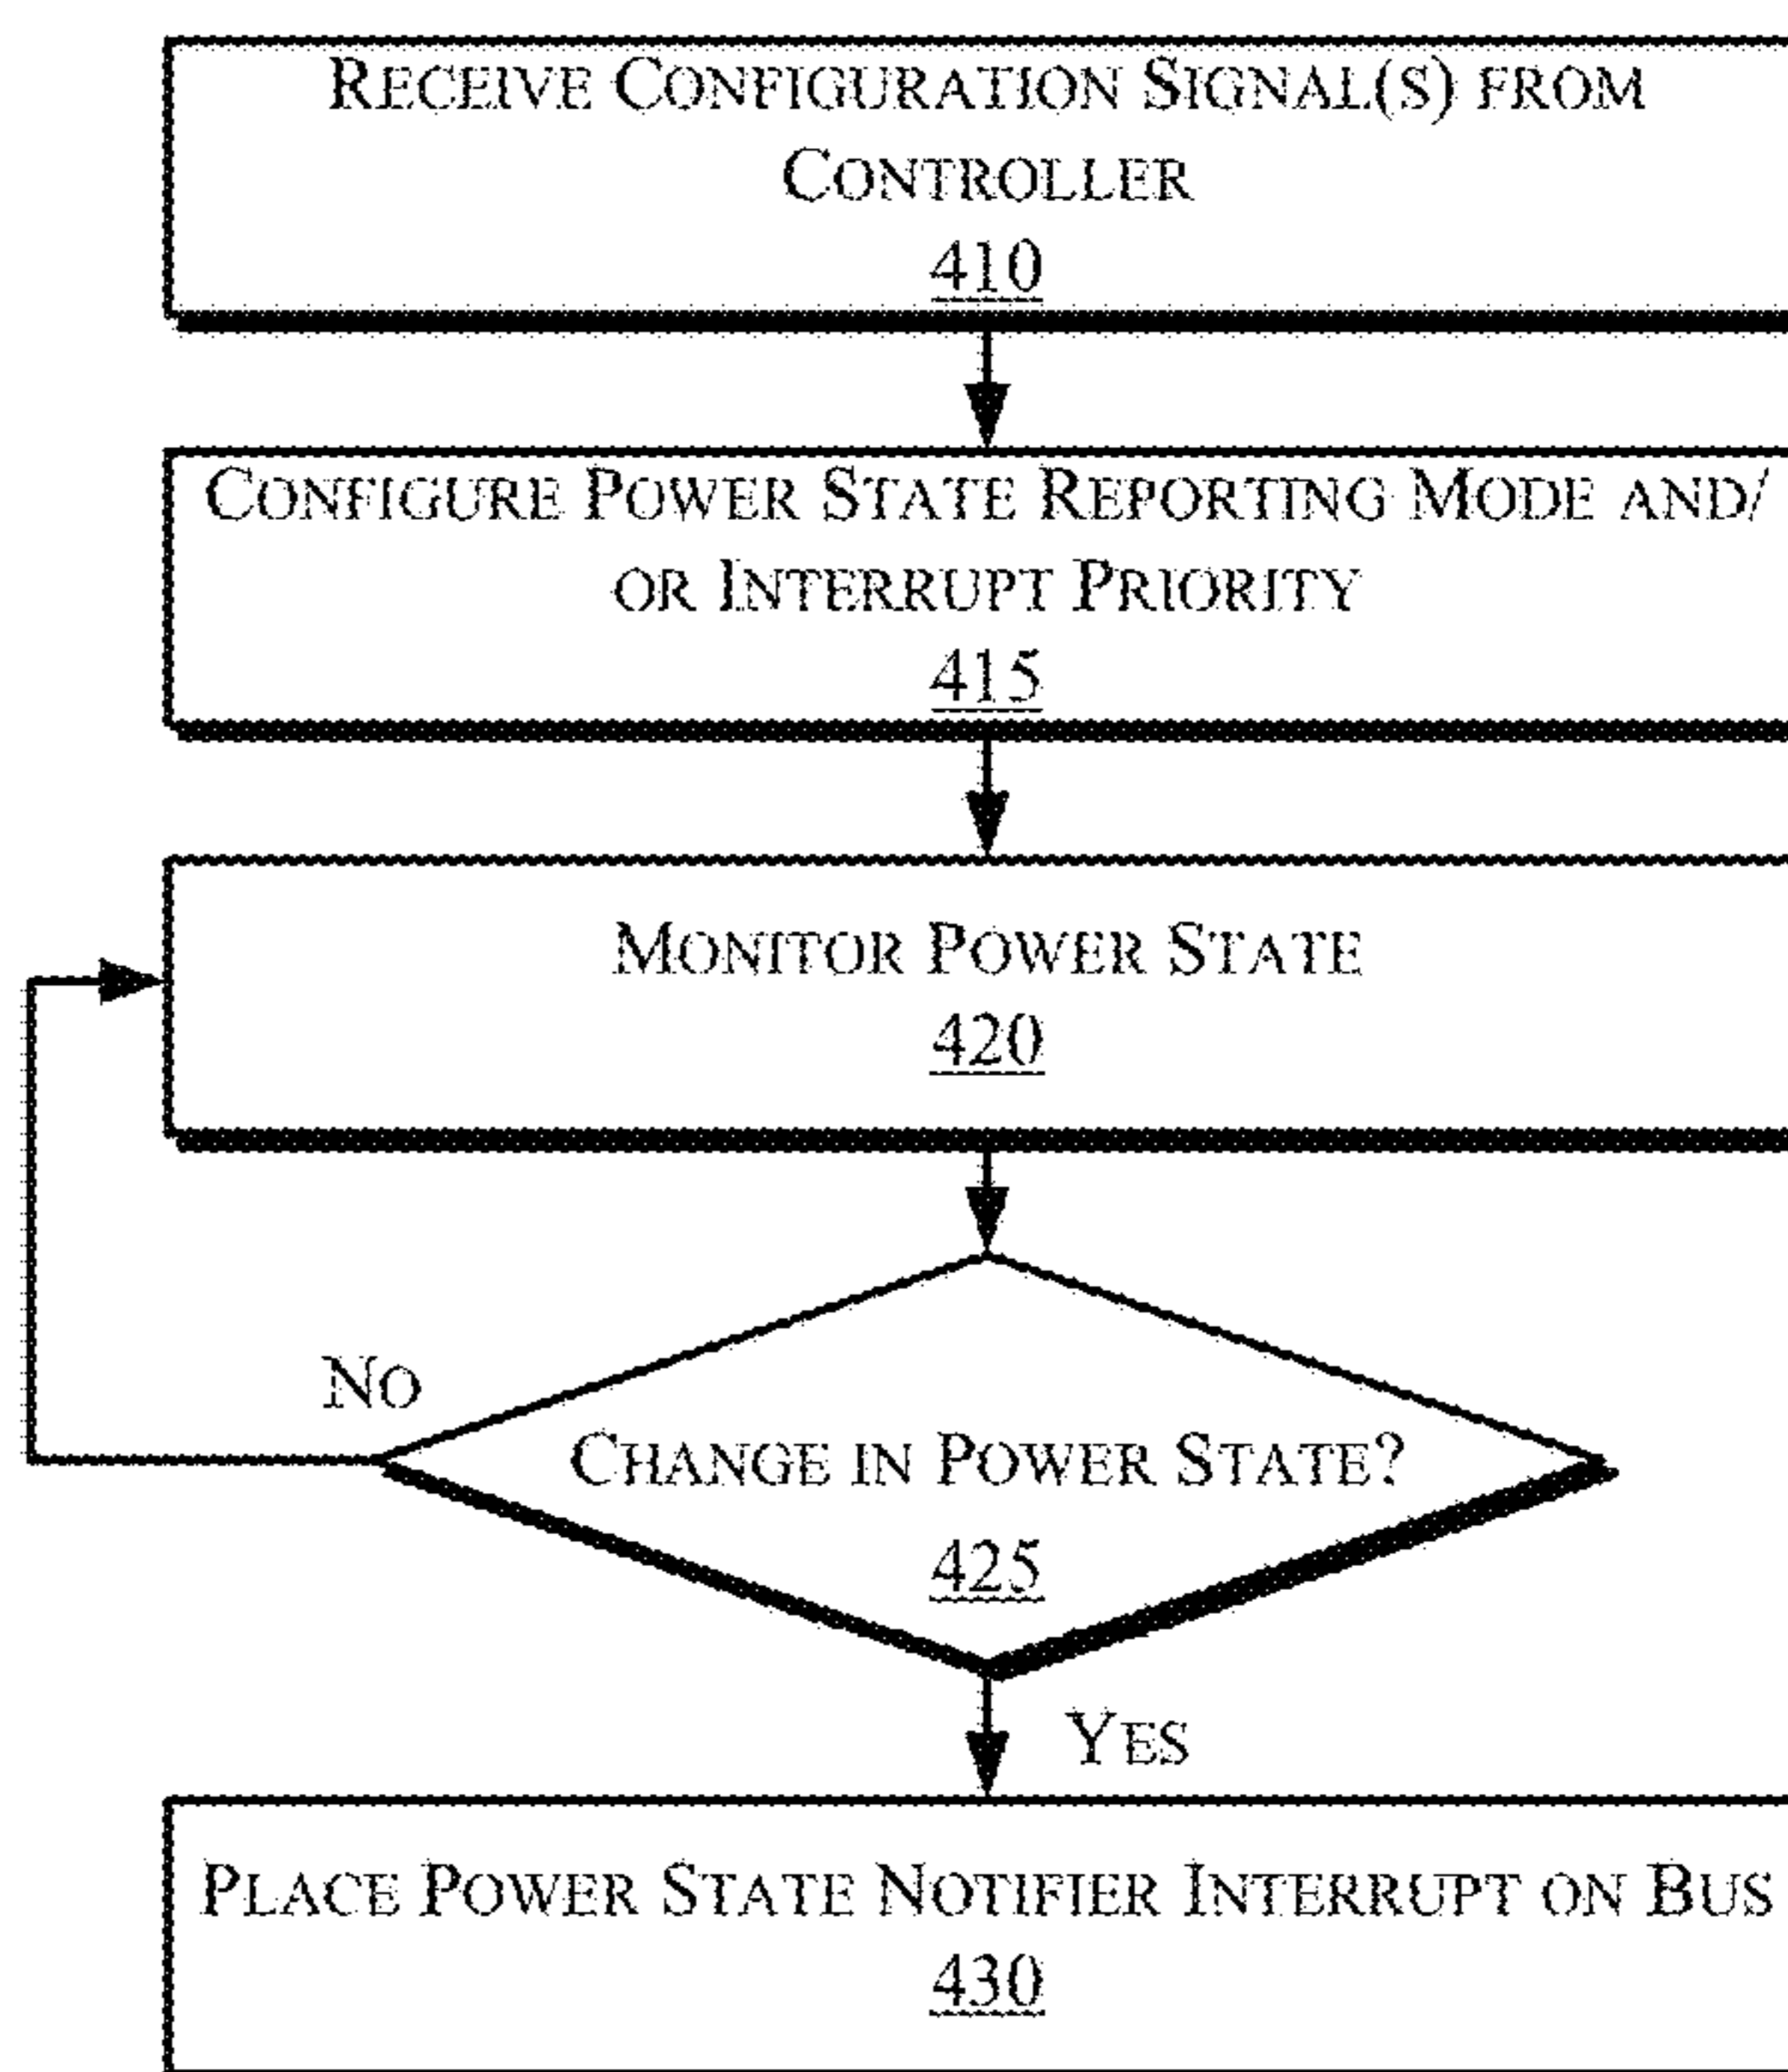 RECEIVE CONFIGURATION SIGNAL(S) FROM
CONTROLLER
410
CONFIGURE POWER STATE REPORTING MODE AND/
OR INTERRUPT PRIORITY
415
MONITOR POWER STATE
420
NO
CHANGE IN POWER STATE?
425
YES
PLACE POWER STATE NOTIFIER INTERRUPT ON BUS
430